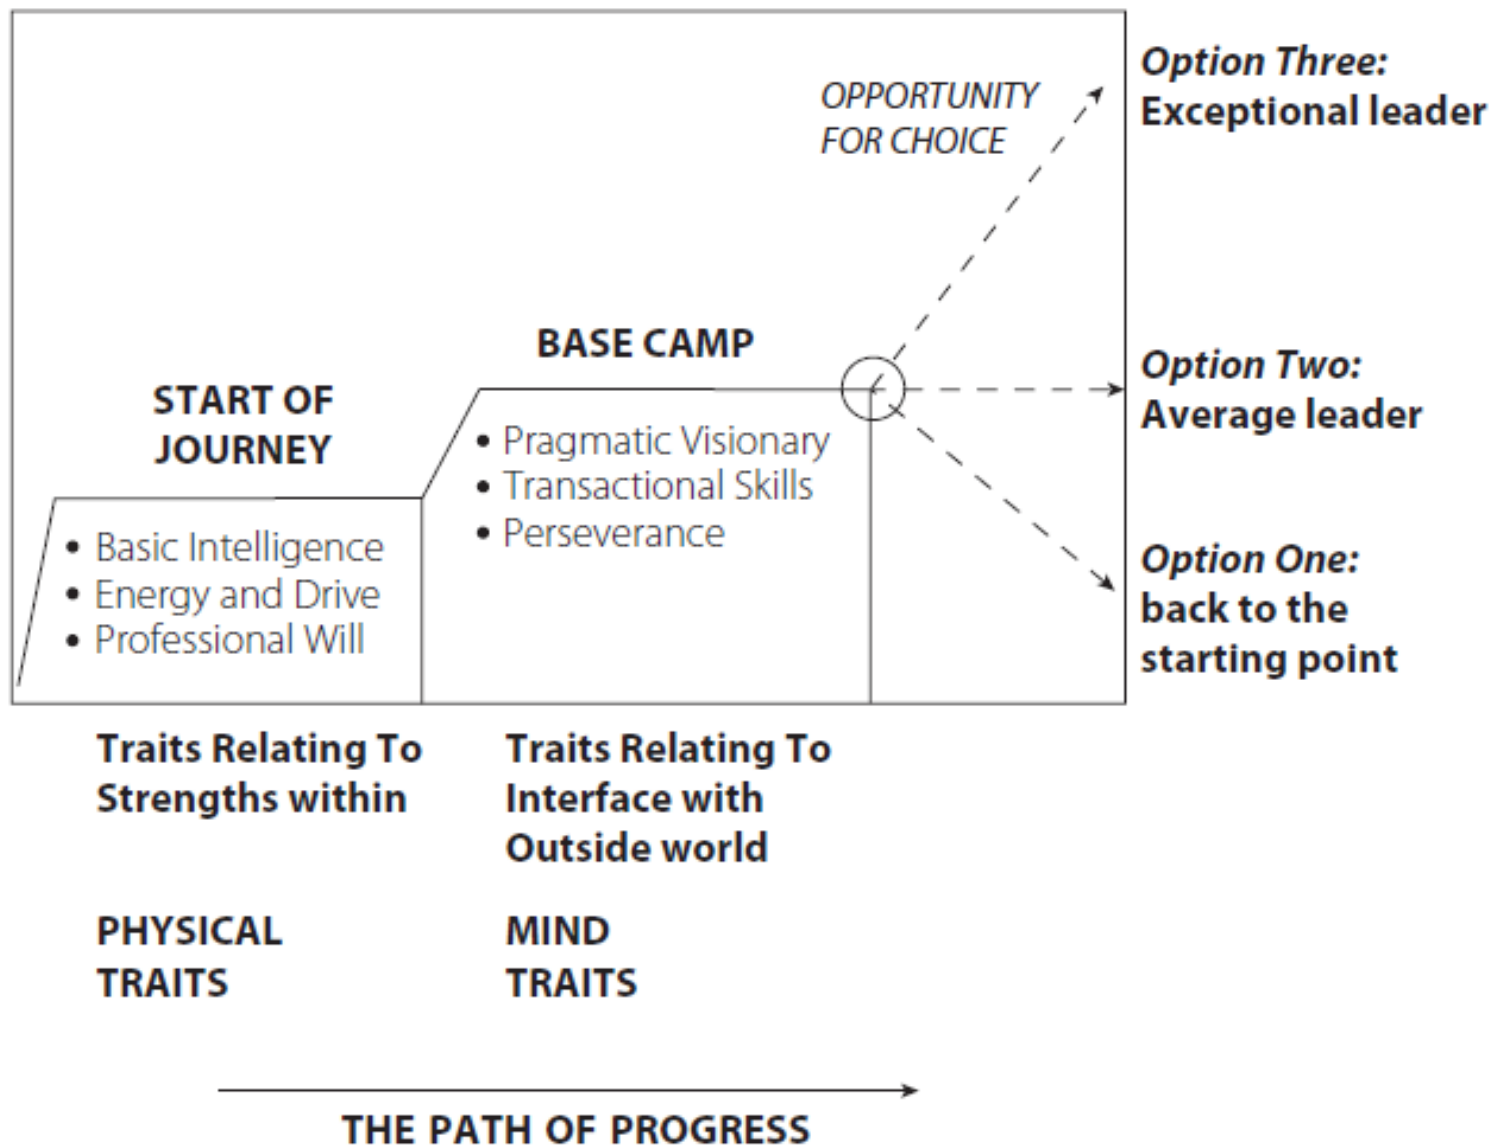 OPPORTUNITY
FOR CHOICE
Option Three:
Exceptional leader
BASE CAMP
Option Two:
Average leader
START OF
JOURNEY
• Pragmatic Visionary
• Transactional Skills
• Perseverance
• Basic Intelligence
• Energy and Drive
• Professional Will
Option One:
back to the
starting point
Traits Relating To
Strengths within
Traits Relating To
Interface with
Outside world
PHYSICAL
TRAITS
MIND
TRAITS
THE PATH OF PROGRESS